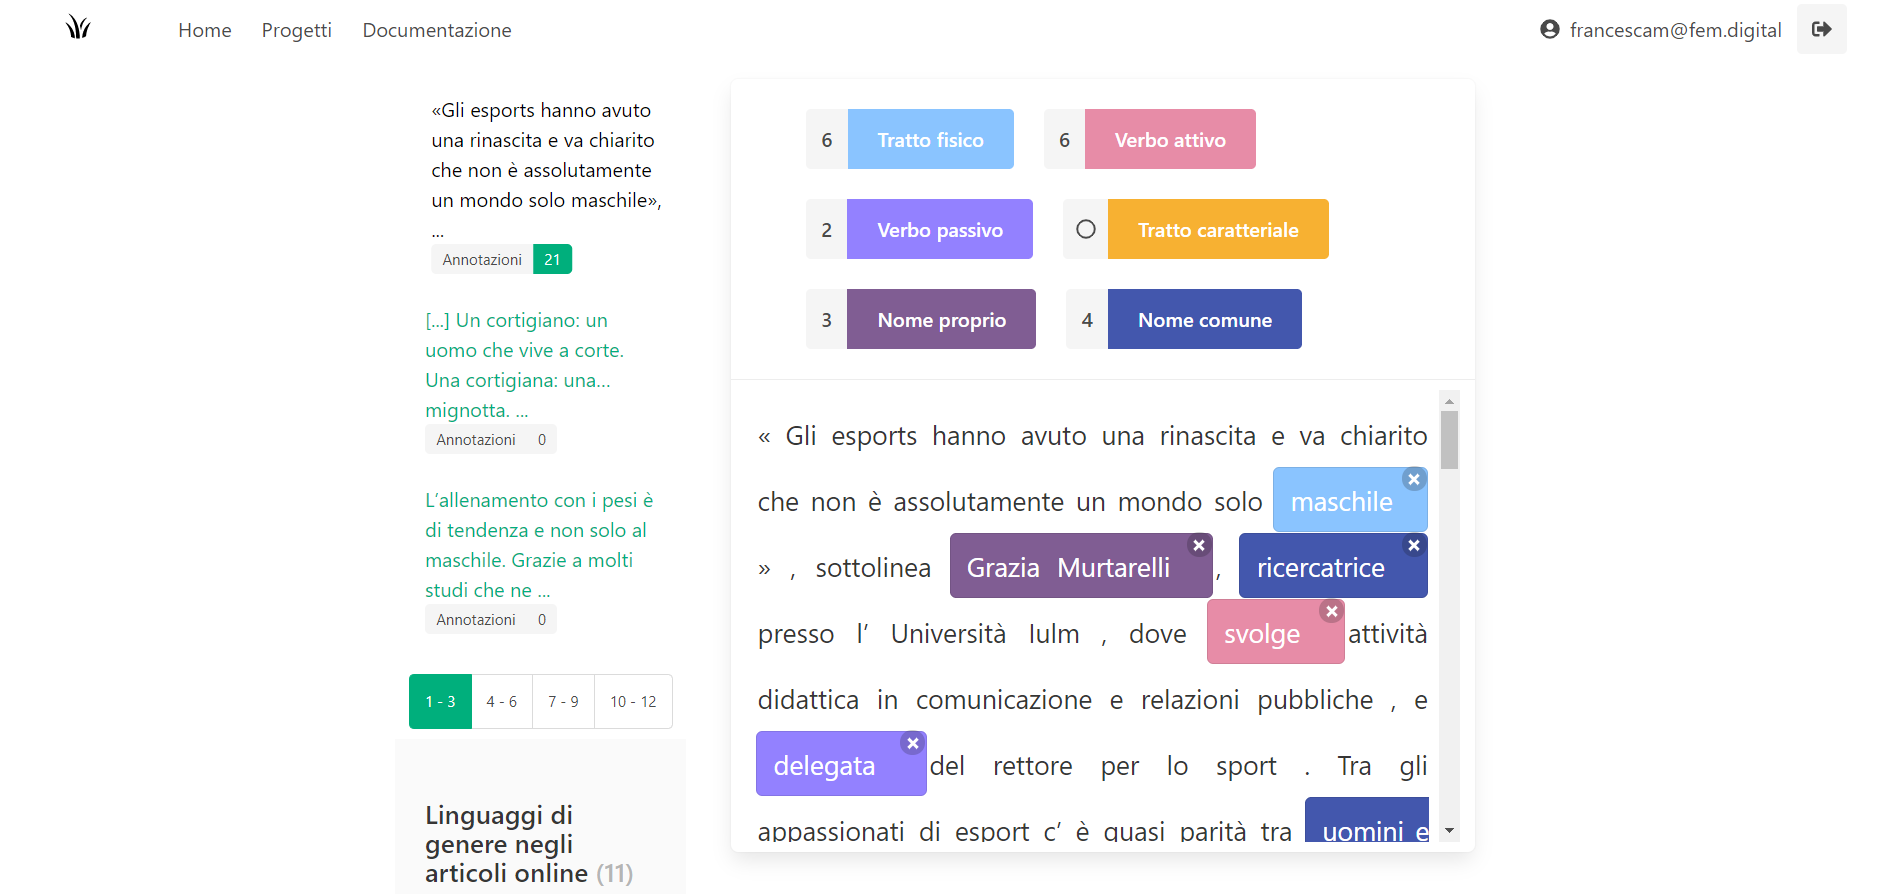 Home Progetti Documentazione francescam@fem.digital
«Gli esports hanno avuto
una rinascita e va chiarito
che non è assolutamente
un mondo solo maschile»,
...
Annotazioni 21
[...] Un cortigiano: un
uomo che vive a corte.
Una cortigiana: una...
mignotta. ...
Annotazioni 0
L'allenamento con i pesi è
di tendenza e non solo al
maschile. Grazie a molti
studi che ne ...
Annotazioni 0
1 - 3 4 - 6 7 - 9 10 - 12
Linguaggi di
genere negli
articoli online (11)
6 Tratto fisico 6 Verbo attivo
2 Verbo passivo Tratto caratteriale
3 Nome proprio 4 Nome comune
« Gli esports hanno avuto una rinascita e va chiarito
che non è assolutamente un mondo solo maschile
» , sottolinea Grazia Murtarelli , ricercatrice
presso l' Università Iulm , dove svolge attività
didattica in comunicazione e relazioni pubbliche , e
delegata del rettore per lo sport . Tra gli
appassionati di esport c' è quasi parità tra uomini e